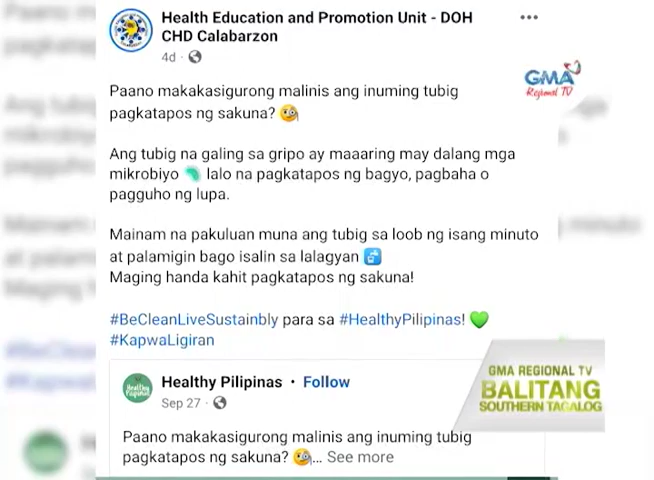 Health Education and Promotion Unit - DOH
CHD Calabarzon
4d ·
GMA
Regional TV
Paano makakasigurong malinis ang inuming tubig
pagkatapos ng sakuna? 🧐
Ang tubig na galing sa gripo ay maaaring may dalang mga
mikrobiyo 🦠 lalo na pagkatapos ng bagyo, pagbaha o
pagguho ng lupa.
Mainam na pakuluan muna ang tubig sa loob ng isang minuto
at palamigin bago isalin sa lalagyan 🚰
Maging handa kahit pagkatapos ng sakuna!
#BeCleanLiveSustainbly para sa #HealthyPilipinas! 💚
#KapwaLigiran
GMA REGIONAL TV
BALITANG
SOUTHERN TAGALOG
Healthy Pilipinas · Follow
Sep 27 ·
Paano makakasigurong malinis ang inuming tubig
pagkatapos ng sakuna? 🧐... See more